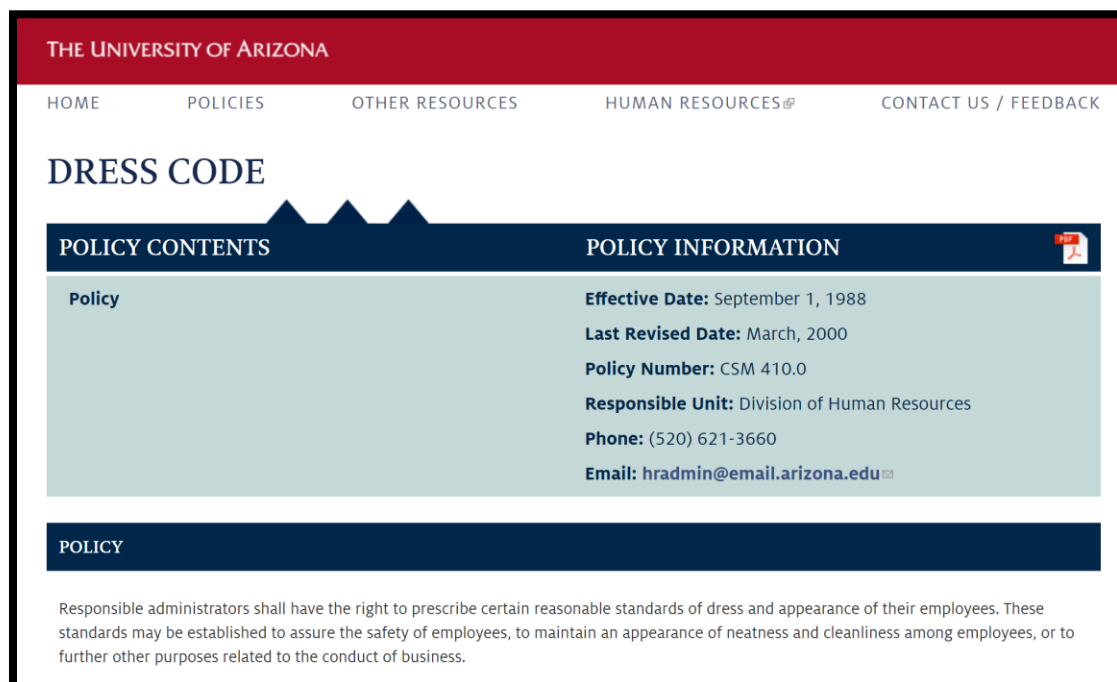 THE UNIVERSITY OF ARIZONA
HOME POLICIES OTHER RESOURCES HUMAN RESOURCES CONTACT US / FEEDBACK
DRESS CODE
POLICY CONTENTS POLICY INFORMATION PDF
Policy Effective Date: September 1, 1988
Last Revised Date: March, 2000
Policy Number: CSM 410.0
Responsible Unit: Division of Human Resources
Phone: (520) 621-3660
Email: hradmin@email.arizona.edu
POLICY
Responsible administrators shall have the right to prescribe certain reasonable standards of dress and appearance of their employees. These
standards may be established to assure the safety of employees, to maintain an appearance of neatness and cleanliness among employees, or to
further other purposes related to the conduct of business.